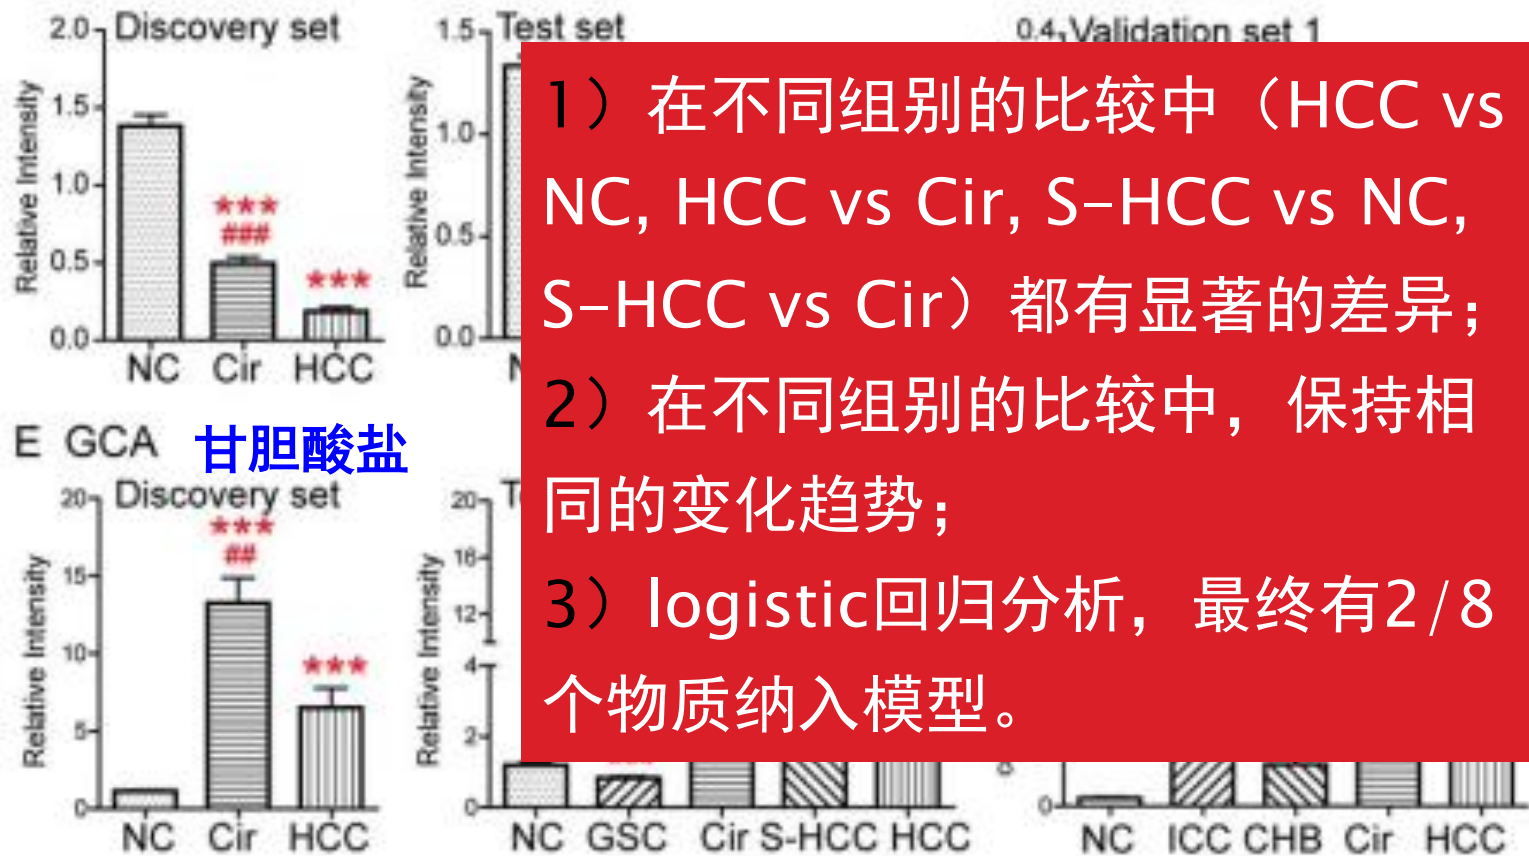 2.0 Discovery set
1.5 Test set
0.4 Validation set 1
Relative Intensity
1.5
1.0
0.5
0.0
***
###
***
NC Cir HCC
Relative Intensity
1.0
0.5
0.0
1）在不同组别的比较中（HCC vs
NC, HCC vs Cir, S-HCC vs NC,
S-HCC vs Cir）都有显著的差异；
2）在不同组别的比较中，保持相
同的变化趋势；
3）logistic回归分析，最终有2/8
个物质纳入模型。
E GCA 甘胆酸盐
Discovery set
Relative Intensity
20
15
10
5
0
***
##
***
NC Cir HCC
Relative Intensity
20
16
12
4
2
0
NC GSC Cir S-HCC HCC
0
NC ICC CHB Cir HCC